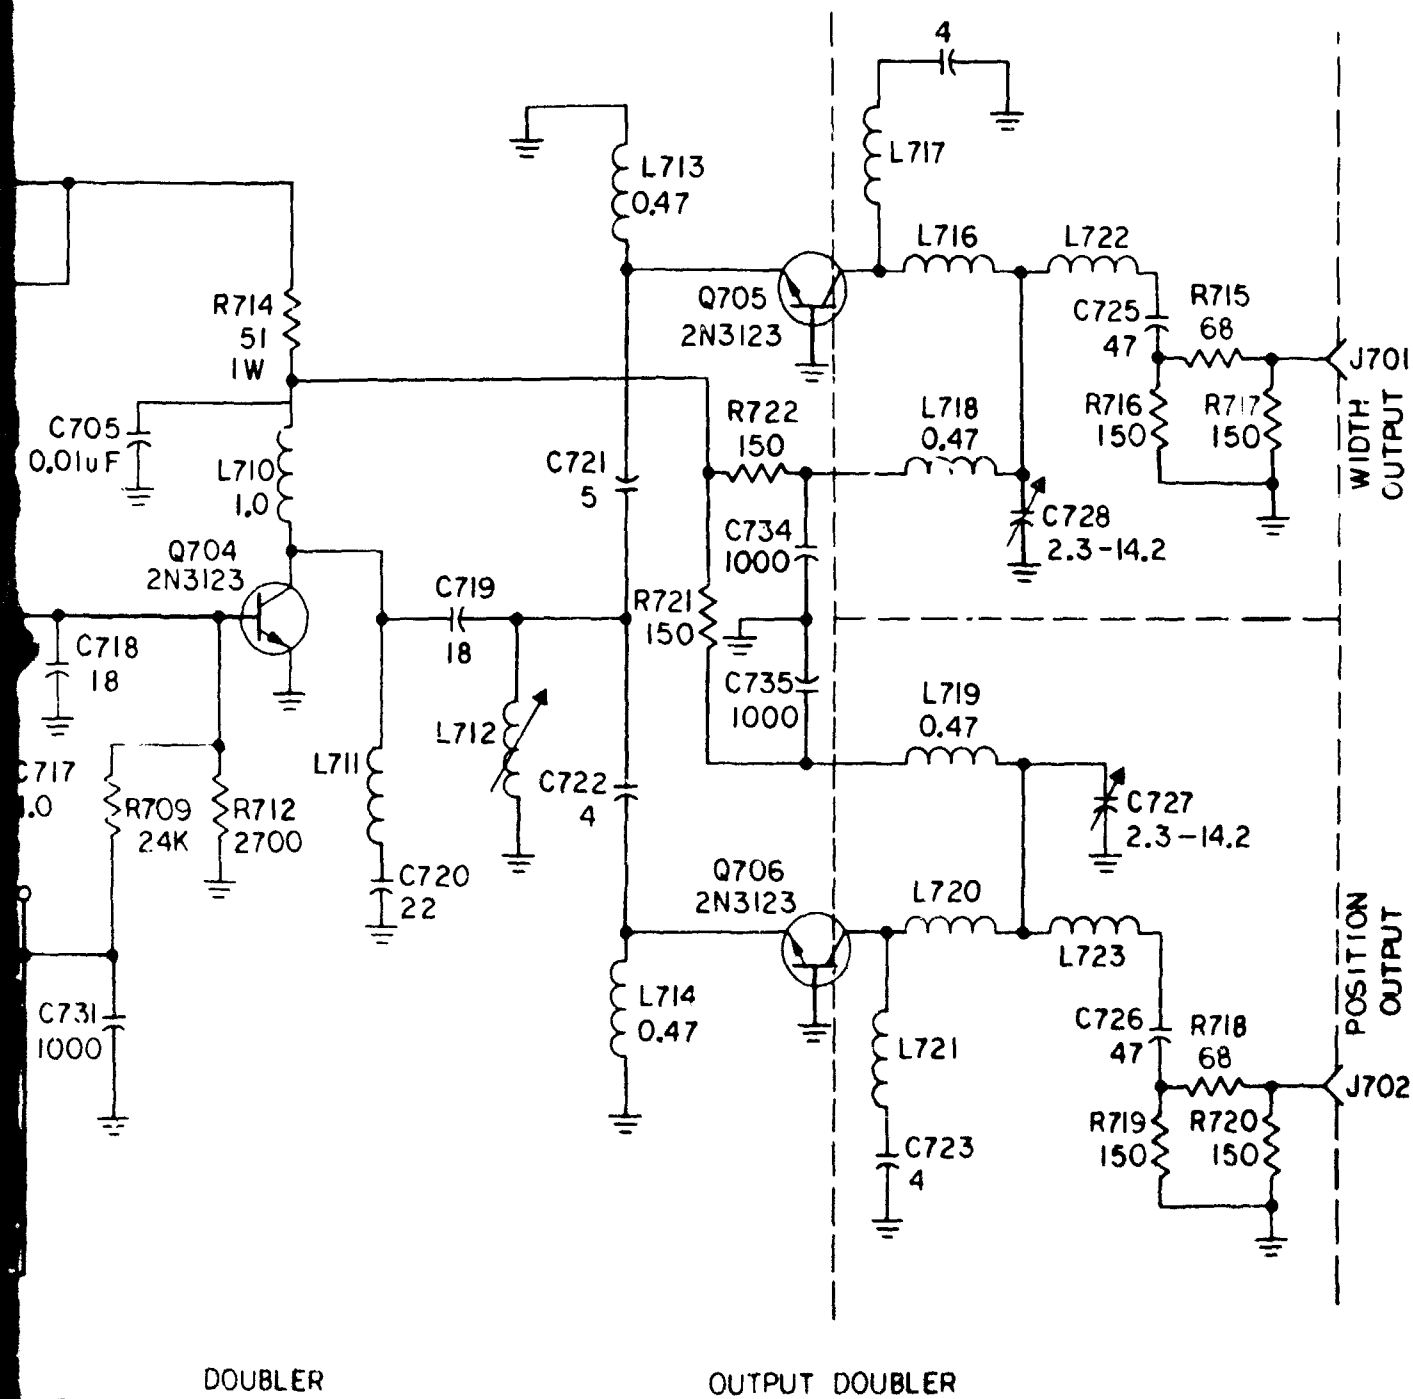 4
L717
L713
0.47
L716
L722
Q705
2N3123
C725
47
R715
68
J701
WIDTH
OUTPUT
R714
51
1W
R722
150
L718
0.47
R716
150
R717
150
C705
0.01uF
L710
1.0
C721
5
C734
1000
C728
2.3-14.2
Q704
2N3123
C719
18
R721
150
C718
18
C735
1000
L719
0.47
L712
L711
C722
4
C727
2.3-14.2
C717
R709
24K
R712
2700
C720
22
Q706
2N3123
L720
L723
POSITION
OUTPUT
C731
1000
L714
0.47
L721
C726
47
R718
68
J702
R719
150
R720
150
C723
4
DOUBLER
OUTPUT DOUBLER